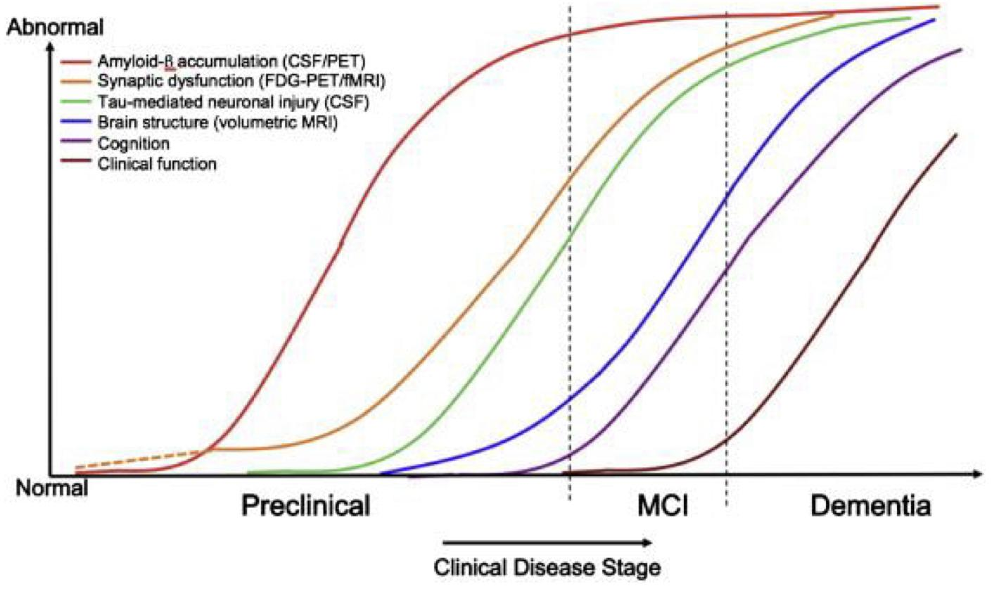 Abnormal
Amyloid-β accumulation (CSF/PET)
Synaptic dysfunction (FDG-PET/fMRI)
Tau-mediated neuronal injury (CSF)
Brain structure (volumetric MRI)
Cognition
Clinical function
Normal
Preclinical MCI Dementia
Clinical Disease Stage